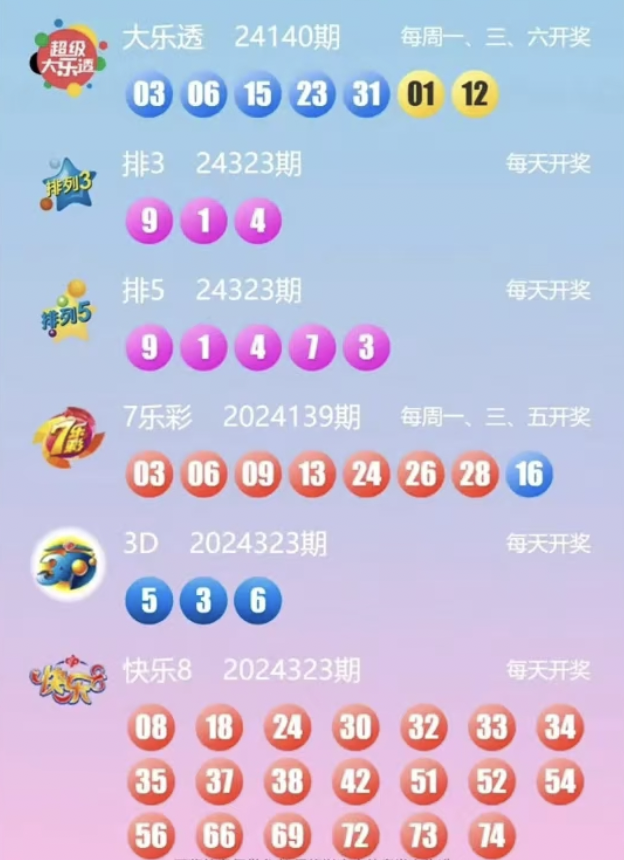 超级
大乐透
大乐透 24140期 每周一、三、六开奖
03 06 15 23 31 01 12
排列3
排3 24323期 每天开奖
9 1 4
排列5
排5 24323期 每天开奖
9 1 4 7 3
7乐彩
7乐彩 2024139期 每周一、三、五开奖
03 06 09 13 24 26 28 16
3D 2024323期 每天开奖
5 3 6
快乐8 2024323期 每天开奖
08 18 24 30 32 33 34
35 37 38 42 51 52 54
56 66 69 72 73 74